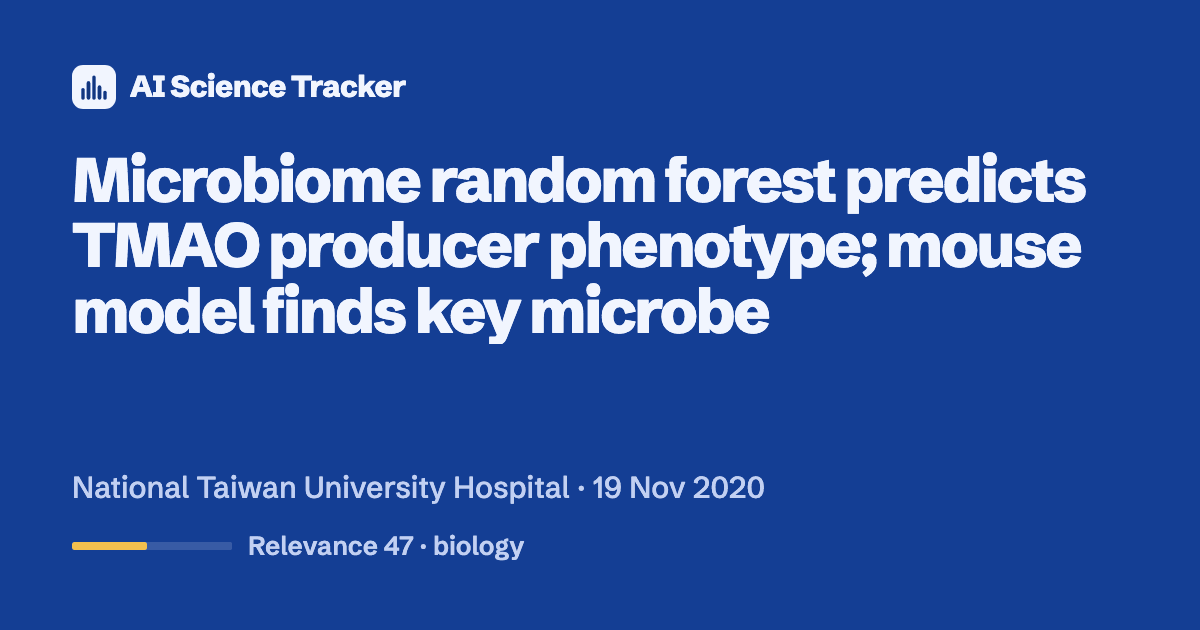 AI Science Tracker
Microbiome random forest predicts
TMAO producer phenotype; mouse
model finds key microbe
National Taiwan University Hospital · 19 Nov 2020
Relevance 47 · biology